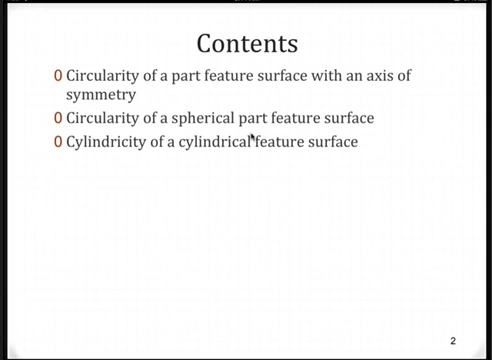 Contents
0 Circularity of a part feature surface with an axis of
symmetry
0 Circularity of a spherical part feature surface
0 Cylindricity of a cylindrical feature surface
2